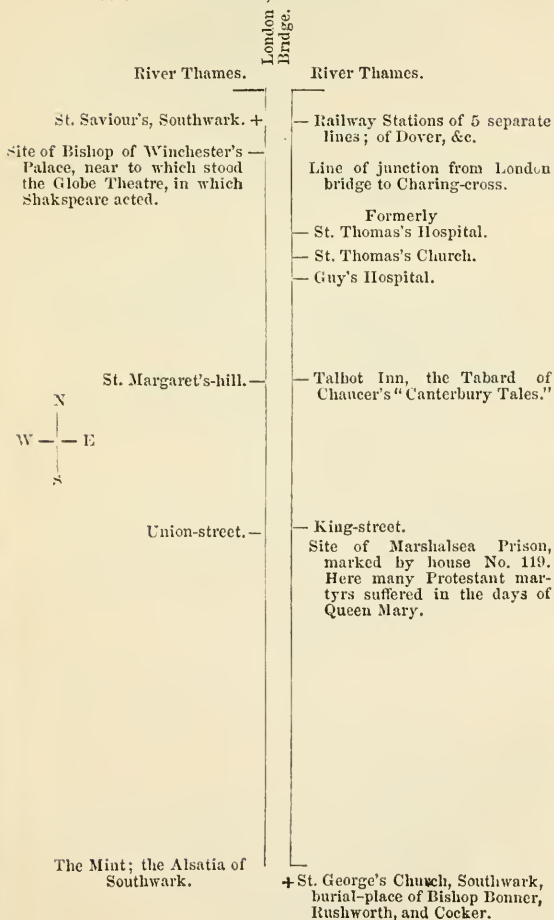 London
Bridge.
River Thames.
River Thames.
St. Saviour's, Southwark. +
— Railway Stations of 5 separate
lines; of Dover, &c.
Site of Bishop of Winchester's —
Palace, near to which stood
the Globe Theatre, in which
Shakspeare acted.
Line of junction from London
bridge to Charing-cross.
Formerly
— St. Thomas's Hospital.
— St. Thomas's Church.
— Guy's Hospital.
St. Margaret's-hill. —
— Talbot Inn, the Tabard of
Chaucer's "Canterbury Tales."
N
W — — E
S
Union-street. —
— King-street.
Site of Marshalsea Prison,
marked by house No. 119.
Here many Protestant mar-
tyrs suffered in the days of
Queen Mary.
The Mint; the Alsatia of
Southwark.
+ St. George's Church, Southwark,
burial-place of Bishop Bonner,
Rushworth, and Cocker.